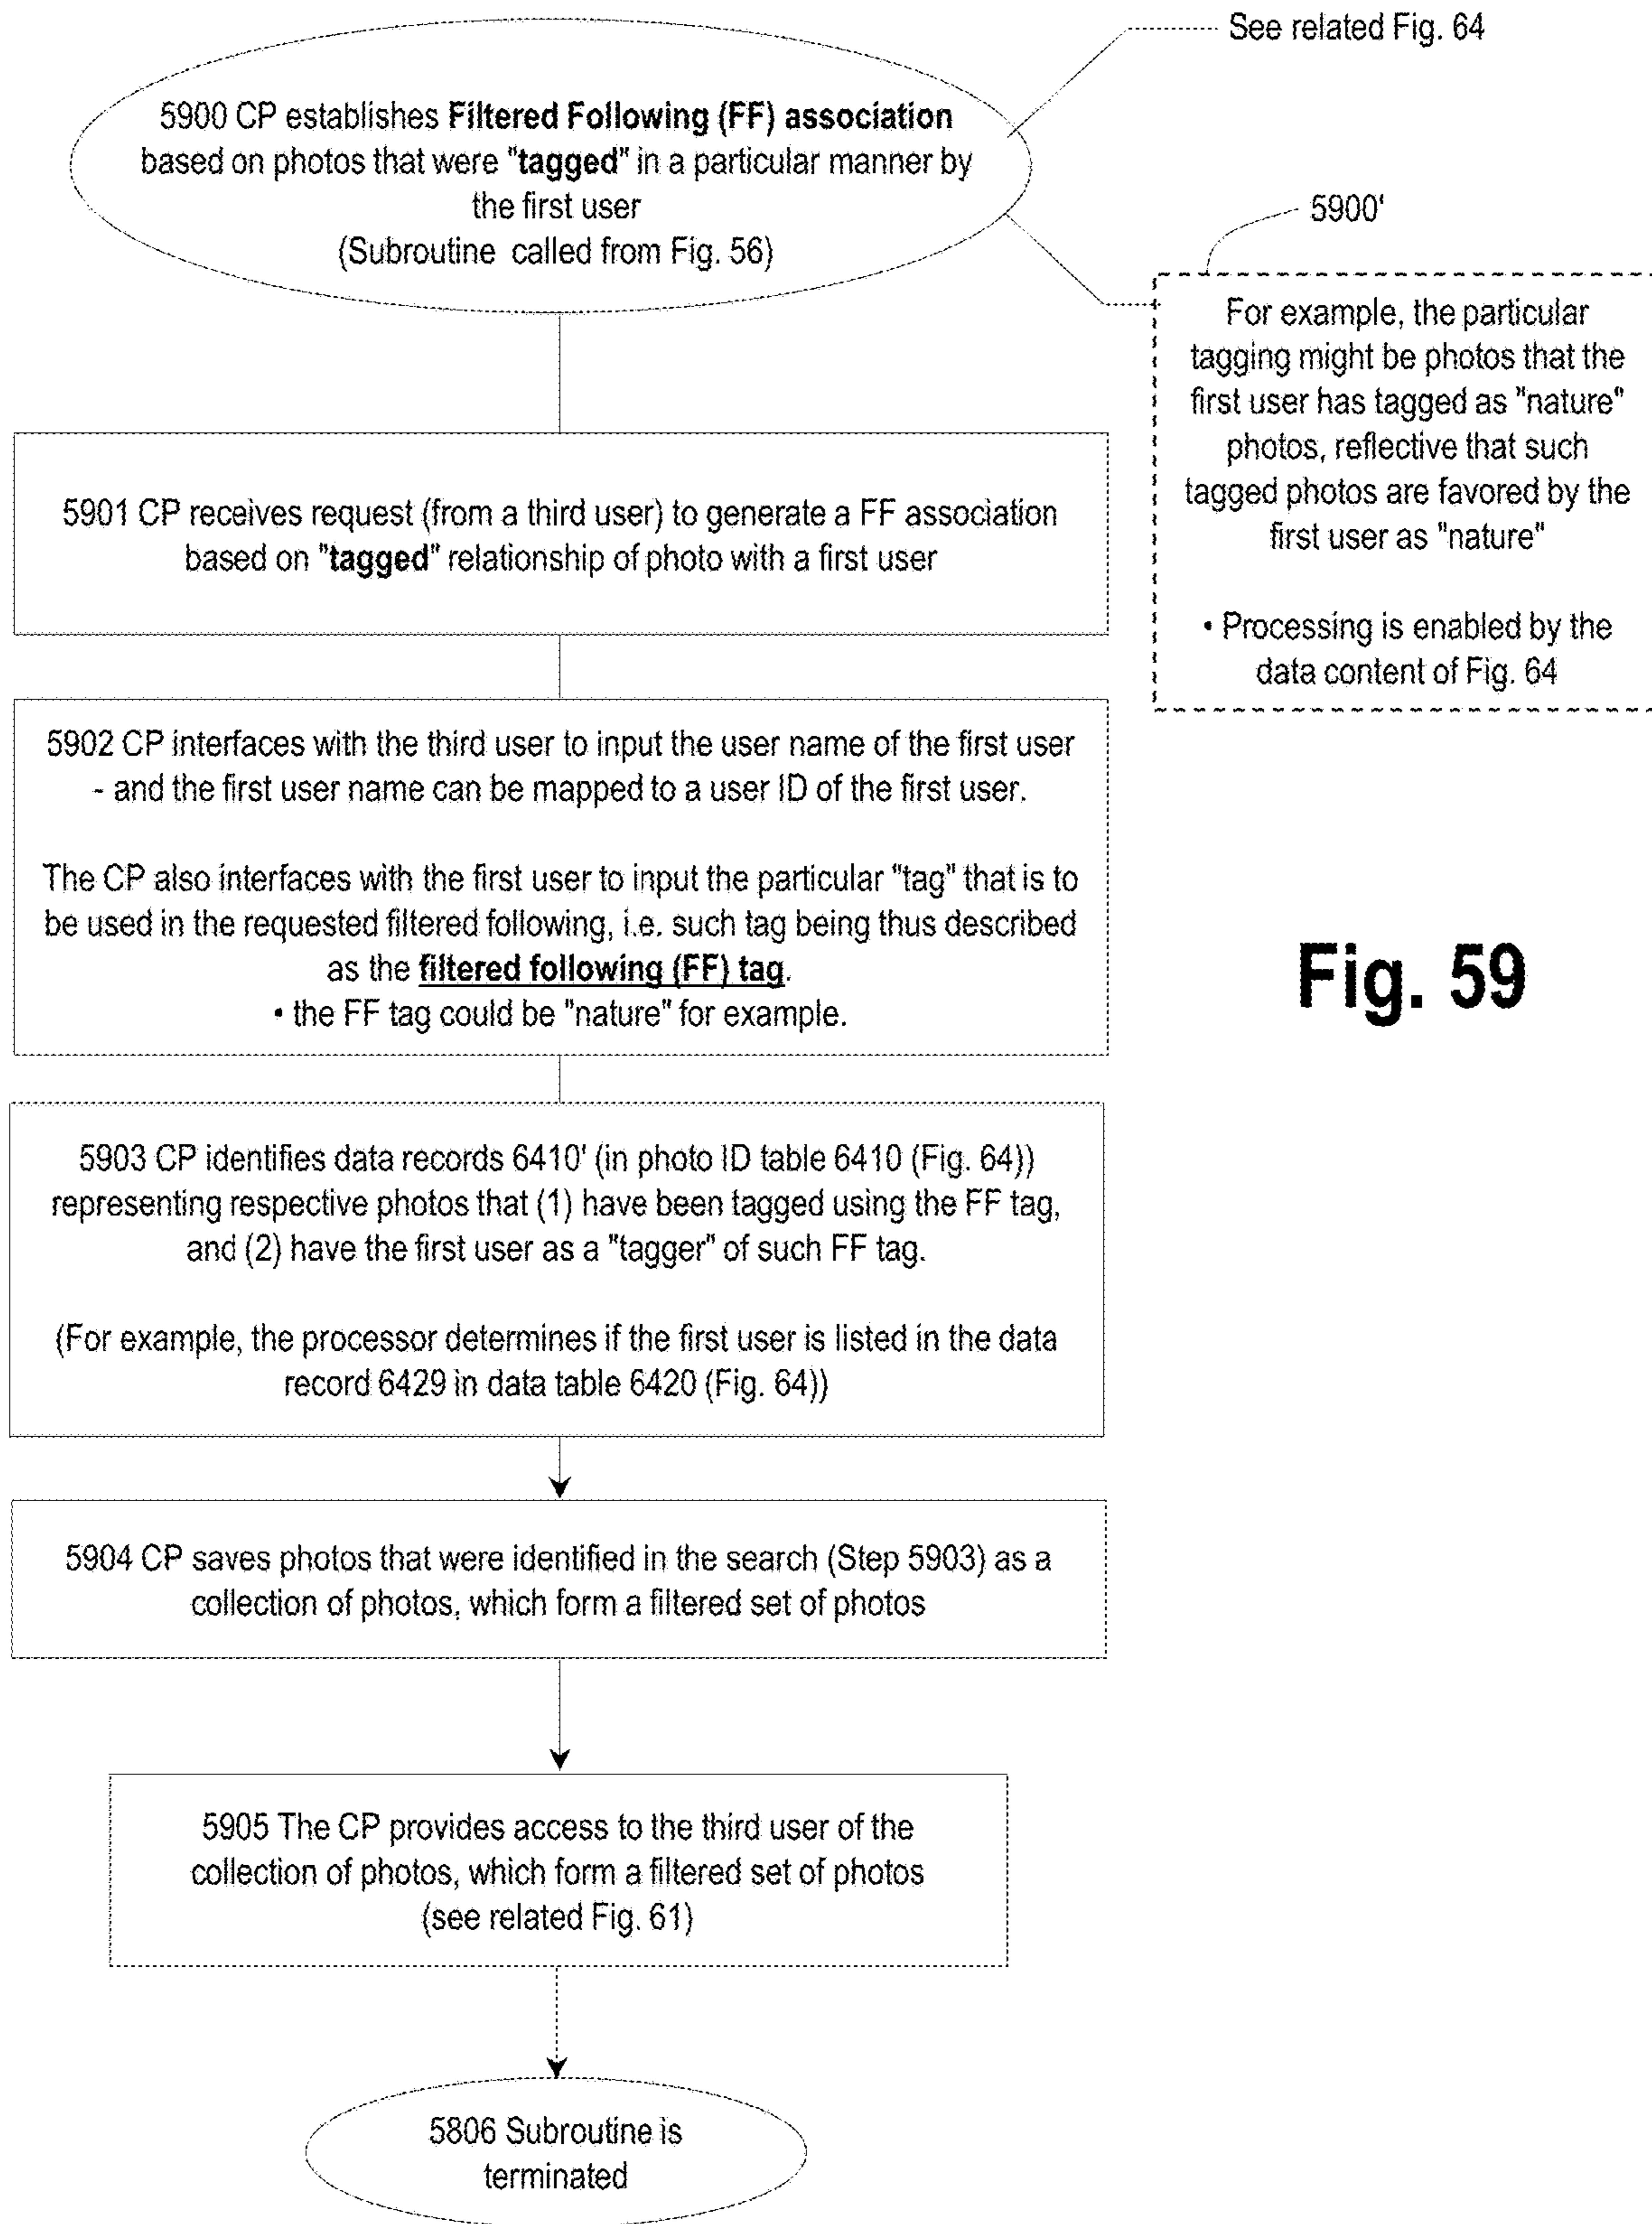 See related Fig. 64
5900 CP establishes Filtered Following (FF) association
based on photos that were "tagged" in a particular manner by
the first user
(Subroutine called from Fig. 56)
5900'
For example, the particular
tagging might be photos that the
first user has tagged as "nature"
photos, reflective that such
tagged photos are favored by the
first user as "nature"
• Processing is enabled by the
data content of Fig. 64
5901 CP receives request (from a third user) to generate a FF association
based on "tagged" relationship of photo with a first user
5902 CP interfaces with the third user to input the user name of the first user
- and the first user name can be mapped to a user ID of the first user.
The CP also interfaces with the first user to input the particular "tag" that is to
be used in the requested filtered following, i.e. such tag being thus described
as the filtered following (FF) tag.
• the FF tag could be "nature" for example.
Fig. 59
5903 CP identifies data records 6410' (in photo ID table 6410 (Fig. 64))
representing respective photos that (1) have been tagged using the FF tag,
and (2) have the first user as a "tagger" of such FF tag.
(For example, the processor determines if the first user is listed in the data
record 6429 in data table 6420 (Fig. 64))
5904 CP saves photos that were identified in the search (Step 5903) as a
collection of photos, which form a filtered set of photos
5905 The CP provides access to the third user of the
collection of photos, which form a filtered set of photos
(see related Fig. 61)
5806 Subroutine is
terminated